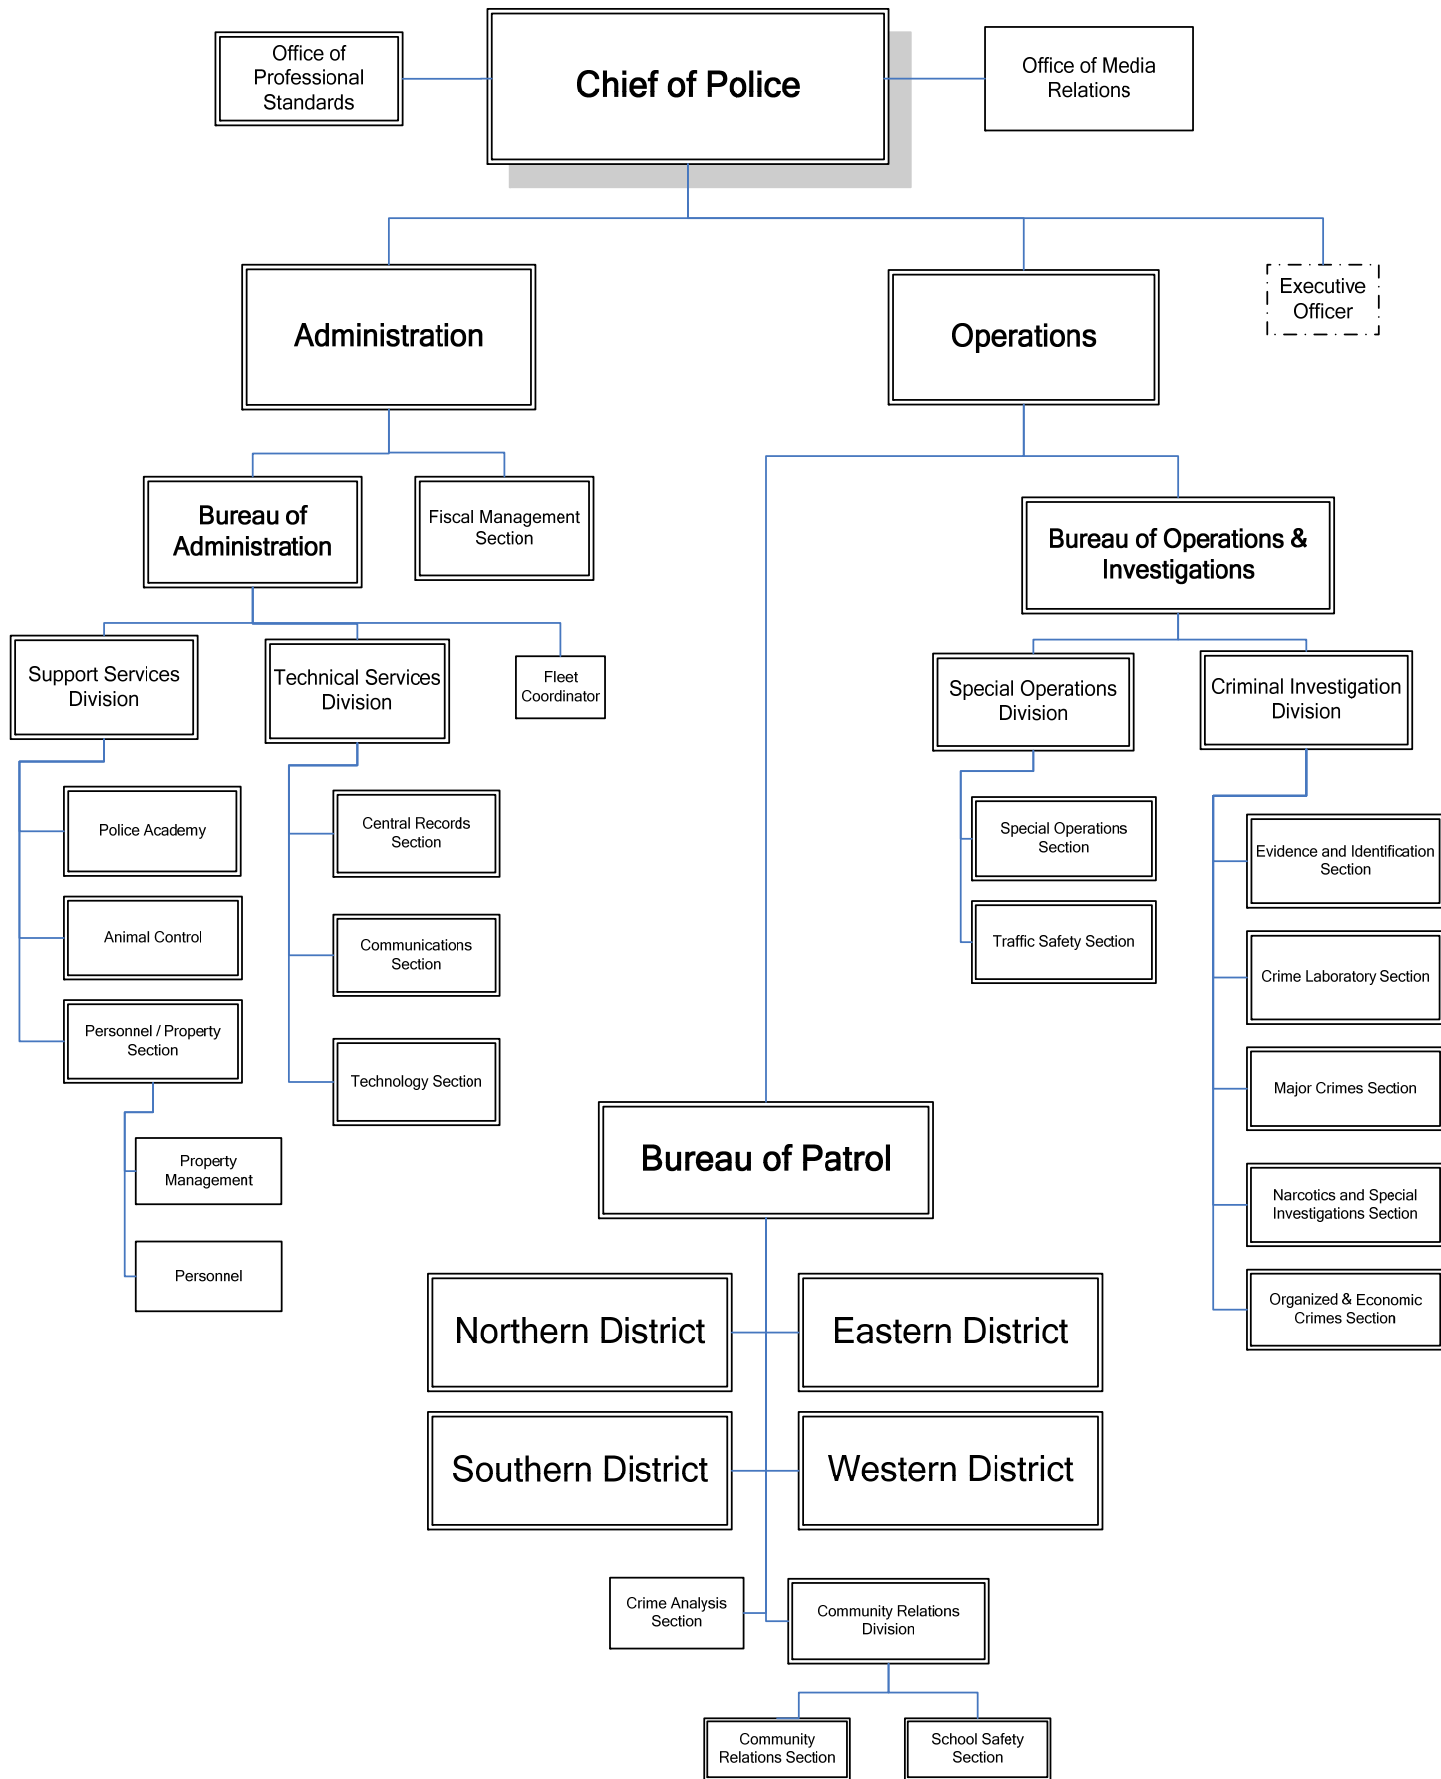 Office of
Professional
Standards
Chief of Police
Office of Media
Relations
Administration
Operations
Executive
Officer
Bureau of
Administration
Fiscal Management
Section
Bureau of Operations &
Investigations
Support Services
Division
Technical Services
Division
Fleet
Coordinator
Special Operations
Division
Criminal Investigation
Division
Police Academy
Central Records
Section
Special Operations
Section
Evidence and Identification
Section
Animal Control
Communications
Section
Traffic Safety Section
Crime Laboratory Section
Personnel / Property
Section
Technology Section
Major Crimes Section
Property
Management
Bureau of Patrol
Narcotics and Special
Investigations Section
Personnel
Organized & Economic
Crimes Section
Northern District
Eastern District
Southern District
Western District
Crime Analysis
Section
Community Relations
Division
Community
Relations Section
School Safety
Section